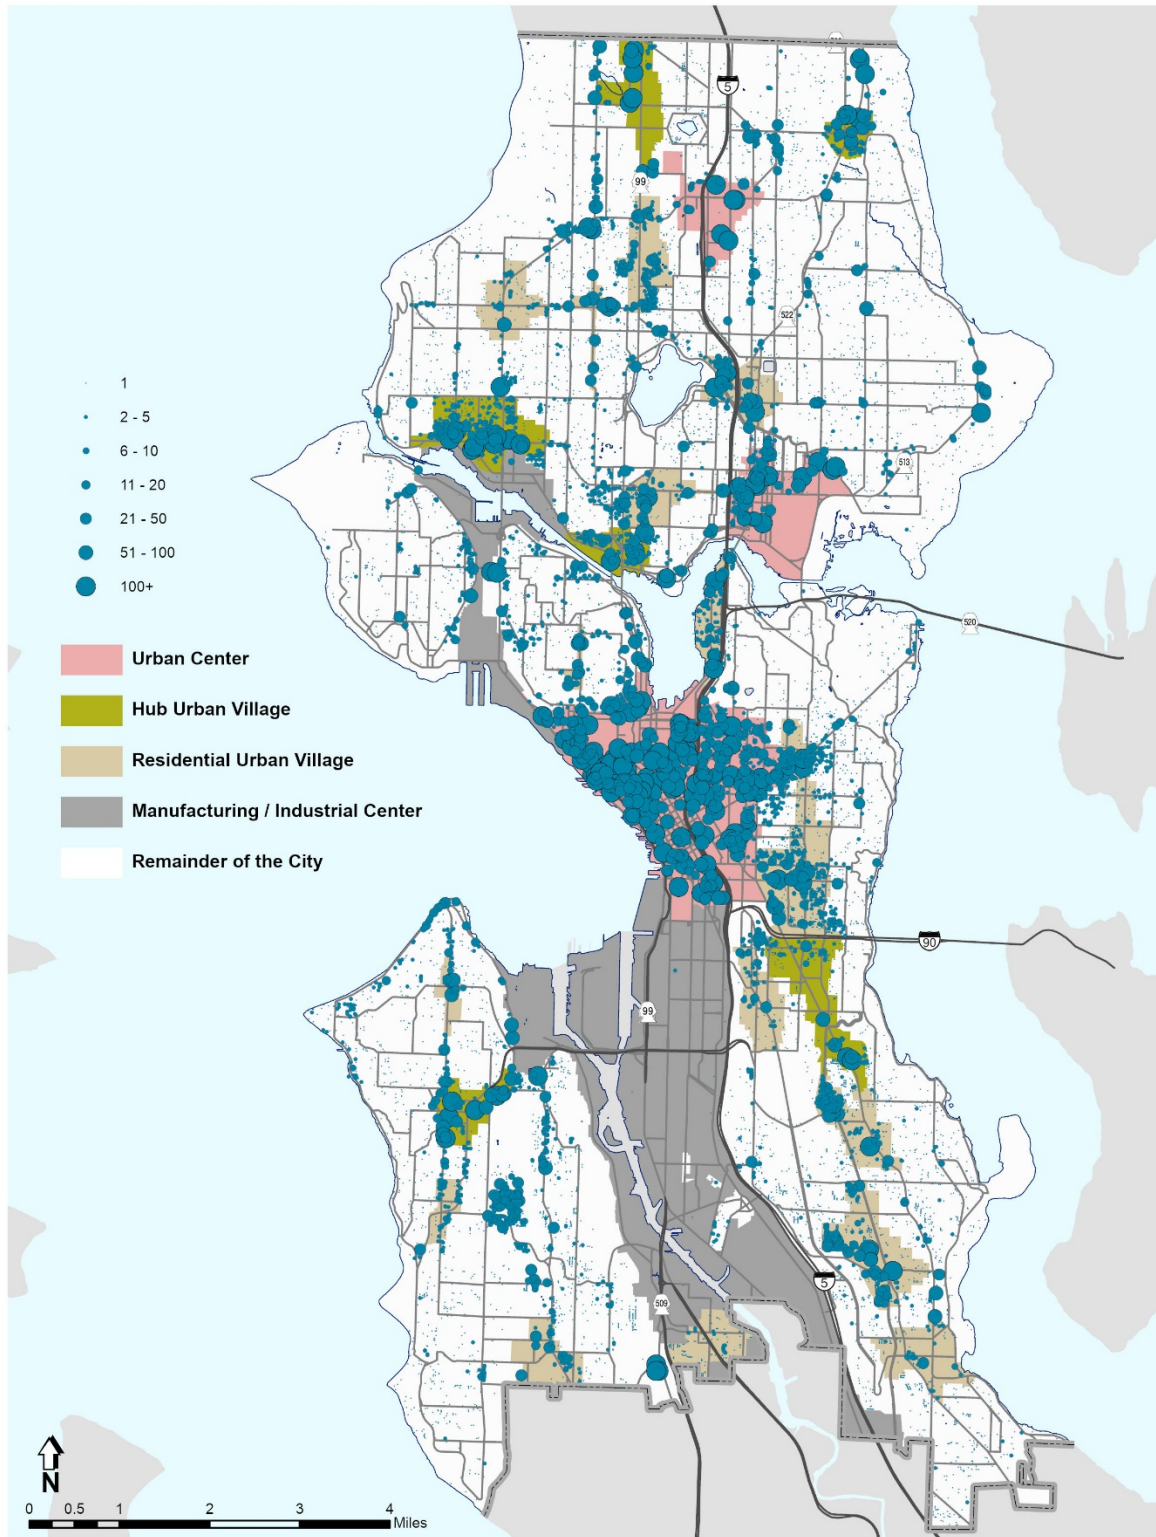 5
99
522
1
2 - 5
6 - 10
11 - 20
21 - 50
51 - 100
100+
513
520
Urban Center
Hub Urban Village
Residential Urban Village
Manufacturing / Industrial Center
Remainder of the City
90
99
5
509
N
0 0.5 1 2 3 4
Miles